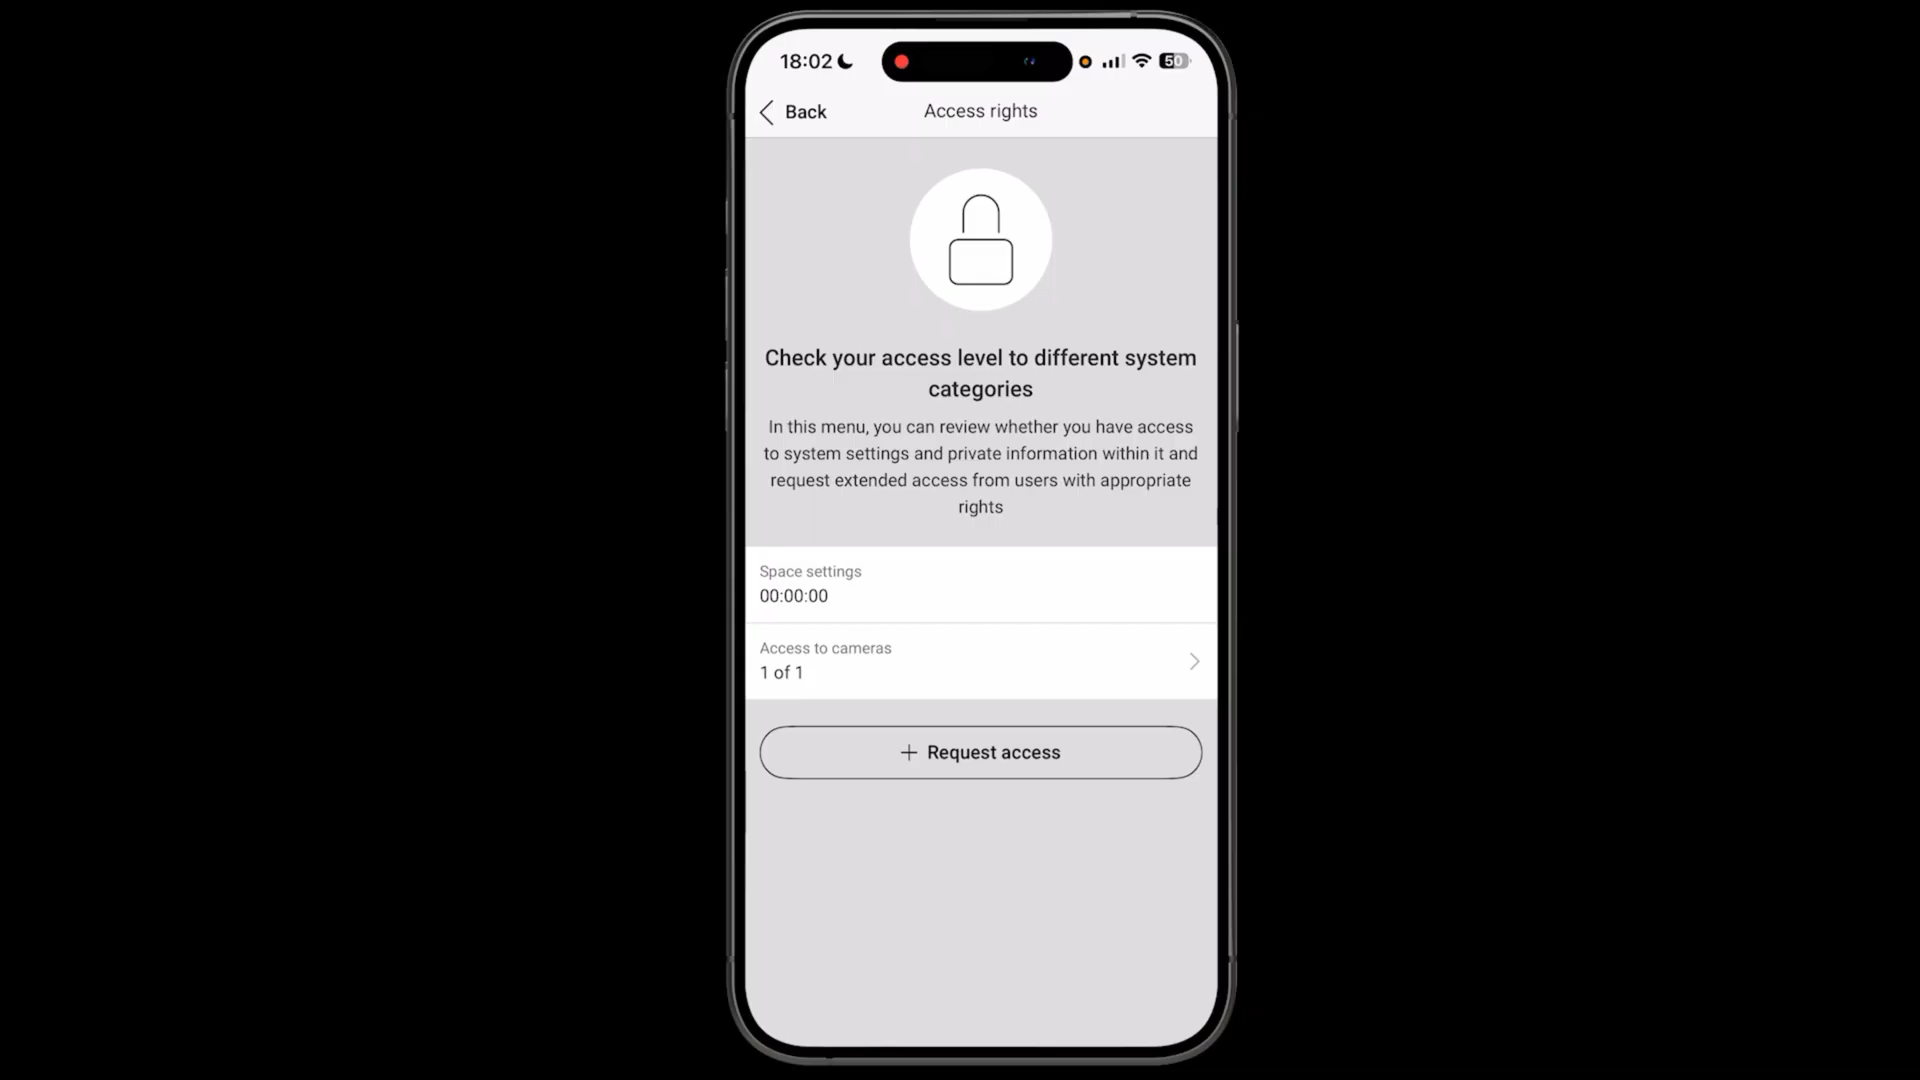 18:02
50
Back
Access rights
Check your access level to different system
categories
In this menu, you can review whether you have access
to system settings and private information within it and
request extended access from users with appropriate
rights
Space settings
00:00:00
Access to cameras
1 of 1
+ Request access